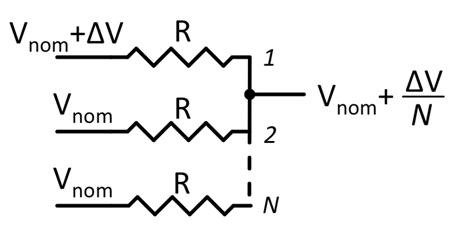 Vnom+ΔV R 1
Vnom R 2
Vnom+ ΔV/N
Vnom R N